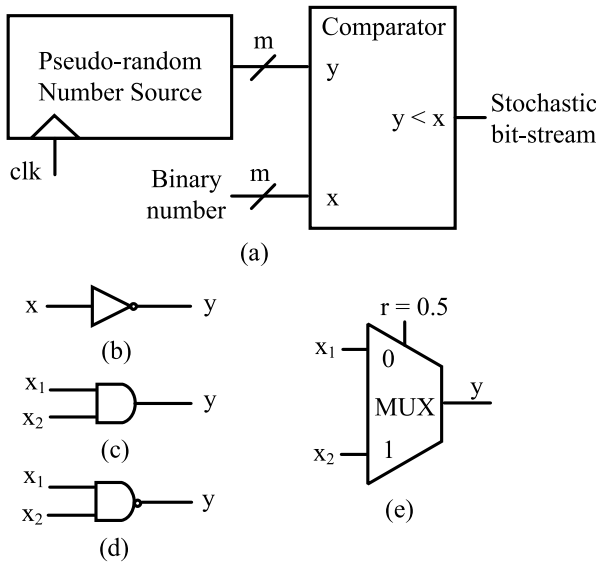 Pseudo-random
Number Source
clk
m
Comparator
y
y < x
Stochastic
bit-stream
Binary
number
m
x
(a)
x
y
(b)
x₁
x₂
y
(c)
x₁
x₂
y
(d)
r = 0.5
x₁
0
MUX
y
x₂
1
(e)